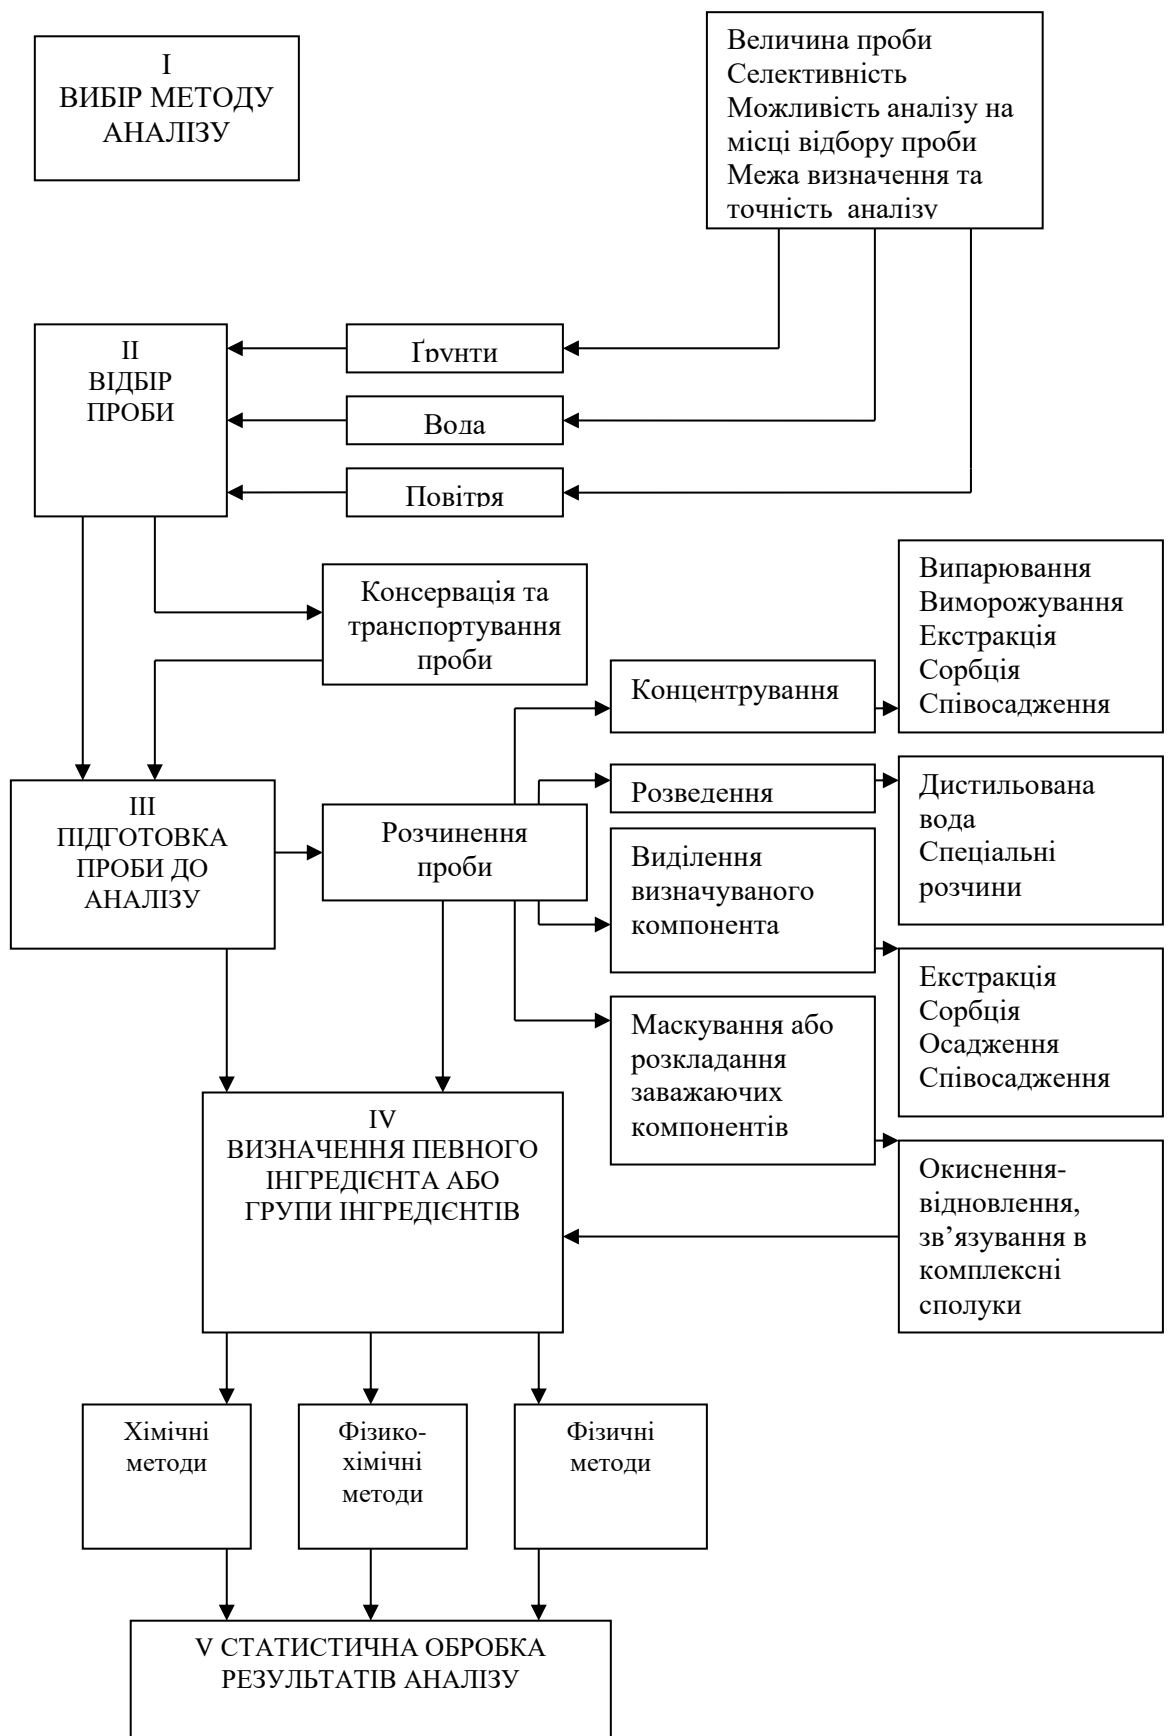 I
ВИБІР МЕТОДУ
АНАЛІЗУ
Величина проби
Селективність
Можливість аналізу на
місці відбору проби
Межа визначення та
точність аналізу
II
ВІДБІР
ПРОБИ
Ґрунти
Вода
Повітря
Консервація та
транспортування
проби
Випарювання
Виморожування
Екстракція
Сорбція
Співосадження
Концентрування
III
ПІДГОТОВКА
ПРОБИ ДО
АНАЛІЗУ
Розчинення
проби
Розведення
Дистильована
вода
Спеціальні
розчини
Виділення
визначуваного
компонента
Екстракція
Сорбція
Осадження
Співосадження
Маскування або
розкладання
заважаючих
компонентів
IV
ВИЗНАЧЕННЯ ПЕВНОГО
ІНГРЕДІЄНТА АБО
ГРУПИ ІНГРЕДІЄНТІВ
Окиснення-
відновлення,
зв’язування в
комплексні
сполуки
Хімічні
методи
Фізико-
хімічні
методи
Фізичні
методи
V СТАТИСТИЧНА ОБРОБКА
РЕЗУЛЬТАТІВ АНАЛІЗУ